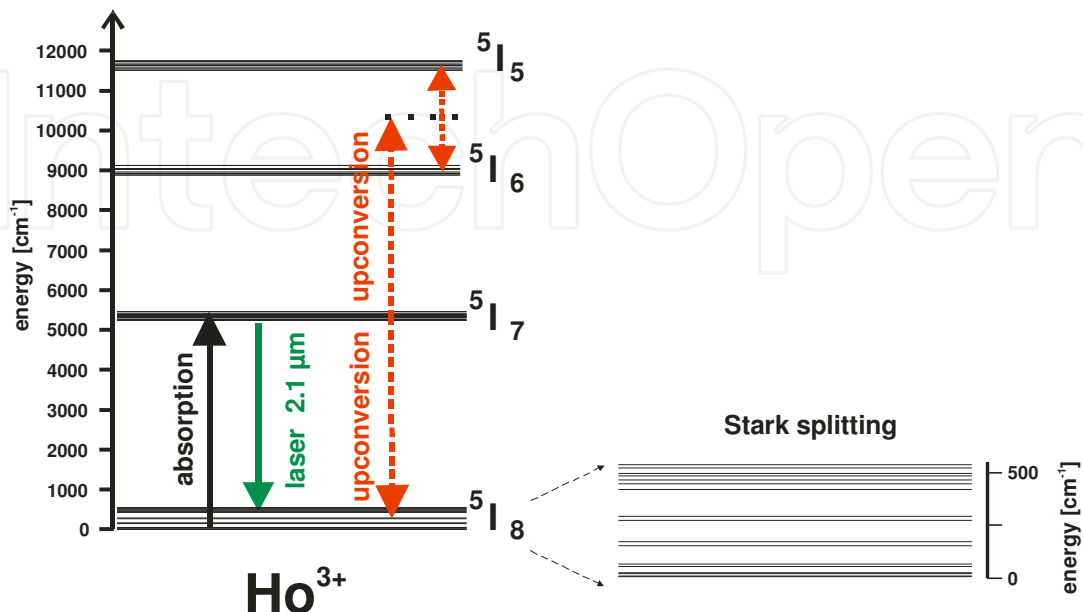 12000
11000
10000
9000
8000
7000
6000
5000
4000
3000
2000
1000
0
energy [cm⁻¹]
⁵I₅
⁵I₆
⁵I₇
⁵I₈
absorption
laser 2.1 µm
upconversion
upconversion
Ho³⁺
Stark splitting
500
0
energy [cm⁻¹]
IntechOpen